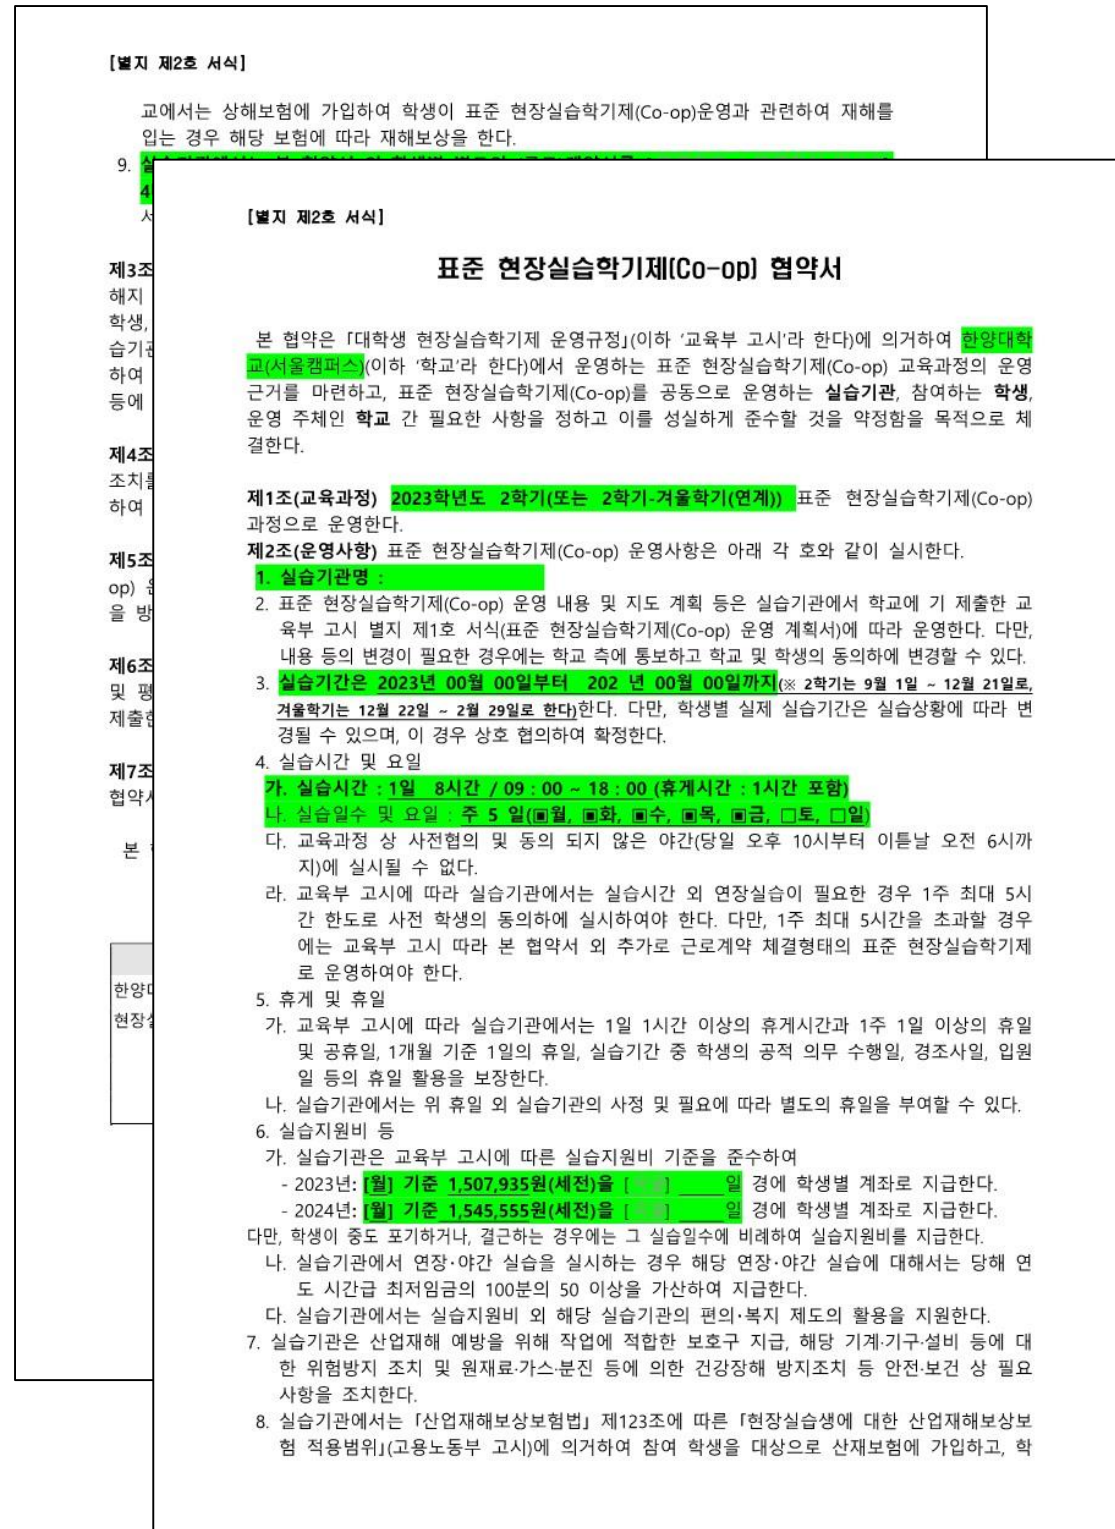 [별지 제2호 서식]
교에서는 상해보험에 가입하여 학생이 표준 현장실습학기제(Co-op)운영과 관련하여 재해를
입는 경우 해당 보험에 따라 재해보상을 한다.
9.
4
서
제3조
해지
학생,
습기관
하여
등에
제4조
조치를
하여
제5조
op)
을 방
제6조
및 평
제출한
제7조
협약서
본
한양대
현장실
[별지 제2호 서식]
표준 현장실습학기제(Co-op) 협약서
본 협약은 「대학생 현장실습학기제 운영규정」(이하 ‘교육부 고시’라 한다)에 의거하여 한양대학
교(서울캠퍼스)(이하 ‘학교’라 한다)에서 운영하는 표준 현장실습학기제(Co-op) 교육과정의 운영
근거를 마련하고, 표준 현장실습학기제(Co-op)를 공동으로 운영하는 실습기관, 참여하는 학생,
운영 주체인 학교 간 필요한 사항을 정하고 이를 성실하게 준수할 것을 약정함을 목적으로 체
결한다.
제1조(교육과정) 2023학년도 2학기(또는 2학기-겨울학기(연계)) 표준 현장실습학기제(Co-op)
과정으로 운영한다.
제2조(운영사항) 표준 현장실습학기제(Co-op) 운영사항은 아래 각 호와 같이 실시한다.
1. 실습기관명 :
2. 표준 현장실습학기제(Co-op) 운영 내용 및 지도 계획 등은 실습기관에서 학교에 기 제출한 교
육부 고시 별지 제1호 서식(표준 현장실습학기제(Co-op) 운영 계획서)에 따라 운영한다. 다만,
내용 등의 변경이 필요한 경우에는 학교 측에 통보하고 학교 및 학생의 동의하에 변경할 수 있다.
3. 실습기간은 2023년 00월 00일부터 202 년 00월 00일까지(※ 2학기는 9월 1일 ~ 12월 21일로,
겨울학기는 12월 22일 ~ 2월 29일로 한다)한다. 다만, 학생별 실제 실습기간은 실습상황에 따라 변
경될 수 있으며, 이 경우 상호 협의하여 확정한다.
4. 실습시간 및 요일
가. 실습시간 : 1일 8시간 / 09 : 00 ~ 18 : 00 (휴게시간 : 1시간 포함)
나. 실습일수 및 요일 : 주 5 일(▣월, ▣화, ▣수, ▣목, ▣금, □토, □일)
다. 교육과정 상 사전협의 및 동의 되지 않은 야간(당일 오후 10시부터 이튿날 오전 6시까
지)에 실시될 수 없다.
라. 교육부 고시에 따라 실습기관에서는 실습시간 외 연장실습이 필요한 경우 1주 최대 5시
간 한도로 사전 학생의 동의하에 실시하여야 한다. 다만, 1주 최대 5시간을 초과할 경우
에는 교육부 고시 따라 본 협약서 외 추가로 근로계약 체결형태의 표준 현장실습학기제
로 운영하여야 한다.
5. 휴게 및 휴일
가. 교육부 고시에 따라 실습기관에서는 1일 1시간 이상의 휴게시간과 1주 1일 이상의 휴일
및 공휴일, 1개월 기준 1일의 휴일, 실습기간 중 학생의 공적 의무 수행일, 경조사일, 입원
일 등의 휴일 활용을 보장한다.
나. 실습기관에서는 위 휴일 외 실습기관의 사정 및 필요에 따라 별도의 휴일을 부여할 수 있다.
6. 실습지원비 등
가. 실습기관은 교육부 고시에 따른 실습지원비 기준을 준수하여
- 2023년: [월] 기준 1,507,935원(세전)을 [ ] 일 경에 학생별 계좌로 지급한다.
- 2024년: [월] 기준 1,545,555원(세전)을 [ ] 일 경에 학생별 계좌로 지급한다.
다만, 학생이 중도 포기하거나, 결근하는 경우에는 그 실습일수에 비례하여 실습지원비를 지급한다.
나. 실습기관에서 연장·야간 실습을 실시하는 경우 해당 연장·야간 실습에 대해서는 당해 연
도 시간급 최저임금의 100분의 50 이상을 가산하여 지급한다.
다. 실습기관에서는 실습지원비 외 해당 실습기관의 편의·복지 제도의 활용을 지원한다.
7. 실습기관은 산업재해 예방을 위해 작업에 적합한 보호구 지급, 해당 기계·기구·설비 등에 대
한 위험방지 조치 및 원재료·가스·분진 등에 의한 건강장해 방지조치 등 안전·보건 상 필요
사항을 조치한다.
8. 실습기관에서는 「산업재해보상보험법」 제123조에 따른 「현장실습생에 대한 산업재해보상보
험 적용범위」(고용노동부 고시)에 의거하여 참여 학생을 대상으로 산재보험에 가입하고, 학